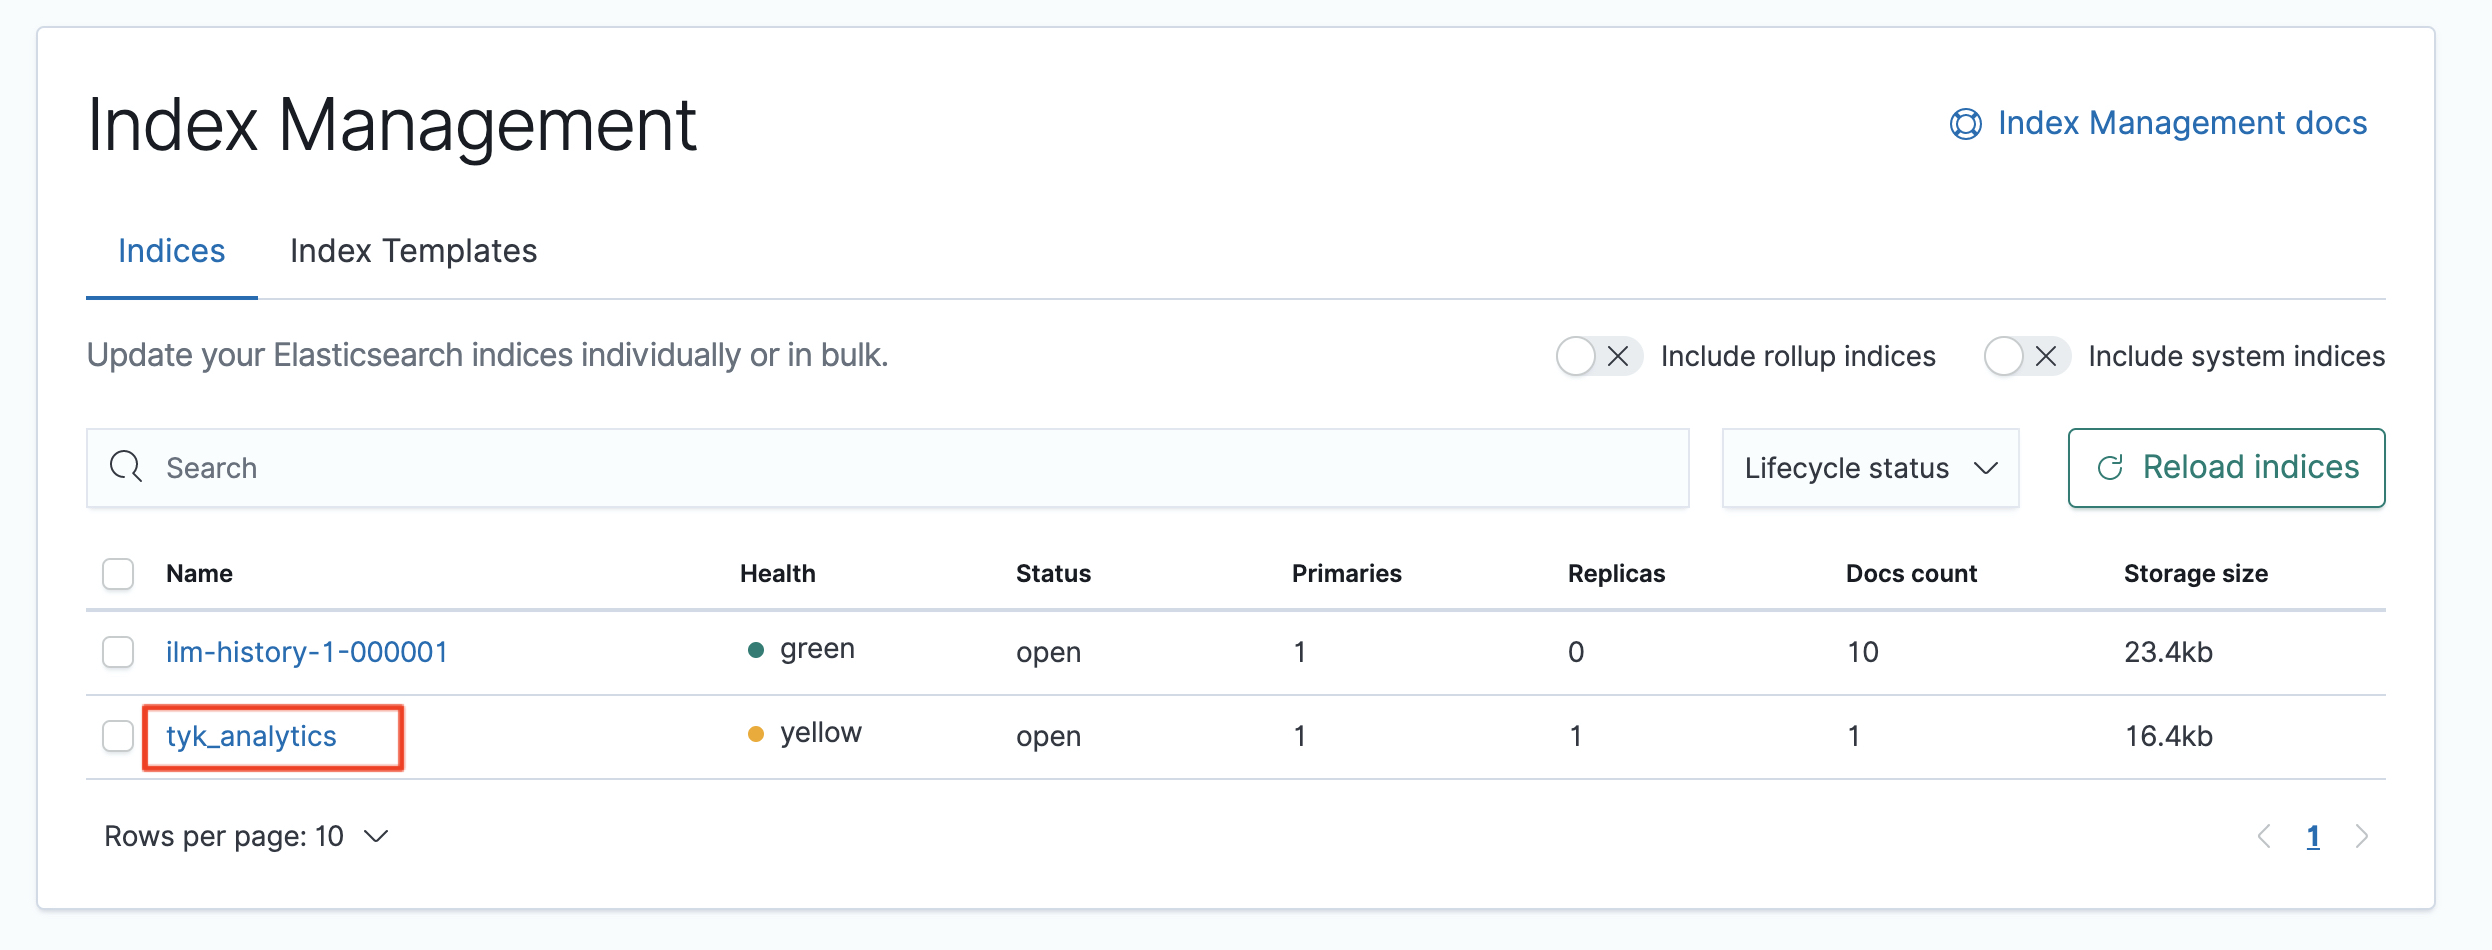 Index Management
Index Management docs
Indices Index Templates
Update your Elasticsearch indices individually or in bulk.
Include rollup indices Include system indices
Search Lifecycle status Reload indices
Name Health Status Primaries Replicas Docs count Storage size
ilm-history-1-000001 green open 1 0 10 23.4kb
tyk_analytics yellow open 1 1 1 16.4kb
Rows per page: 10 1